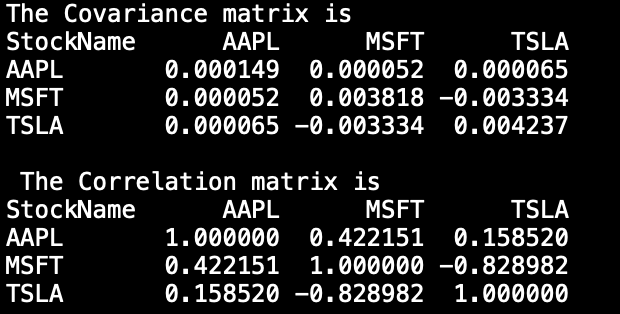 The Covariance matrix is
StockName AAPL MSFT TSLA
AAPL 0.000149 0.000052 0.000065
MSFT 0.000052 0.003818 -0.003334
TSLA 0.000065 -0.003334 0.004237
The Correlation matrix is
StockName AAPL MSFT TSLA
AAPL 1.000000 0.422151 0.158520
MSFT 0.422151 1.000000 -0.828982
TSLA 0.158520 -0.828982 1.000000